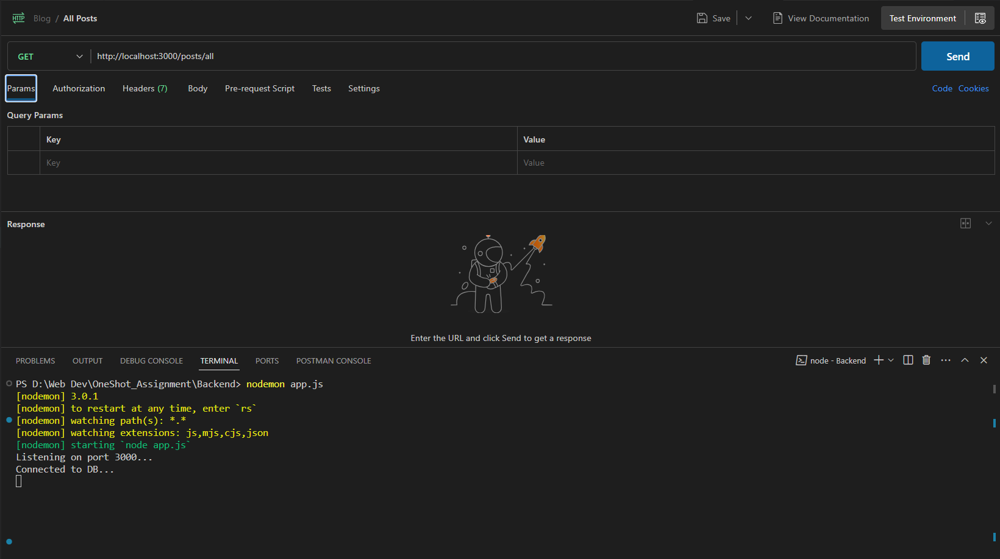 HTTP Blog / All Posts Save View Documentation Test Environment
GET http://localhost:3000/posts/all Send
Params Authorization Headers (7) Body Pre-request Script Tests Settings Code Cookies
Query Params
Key Value
Key Value
Response
Enter the URL and click Send to get a response
PROBLEMS OUTPUT DEBUG CONSOLE TERMINAL PORTS POSTMAN CONSOLE node - Backend
PS D:\Web Dev\OneShot_Assignment\Backend> nodemon app.js
[nodemon] 3.0.1
[nodemon] to restart at any time, enter `rs`
[nodemon] watching path(s): *.*
[nodemon] watching extensions: js,mjs,cjs,json
[nodemon] starting `node app.js`
Listening on port 3000...
Connected to DB...